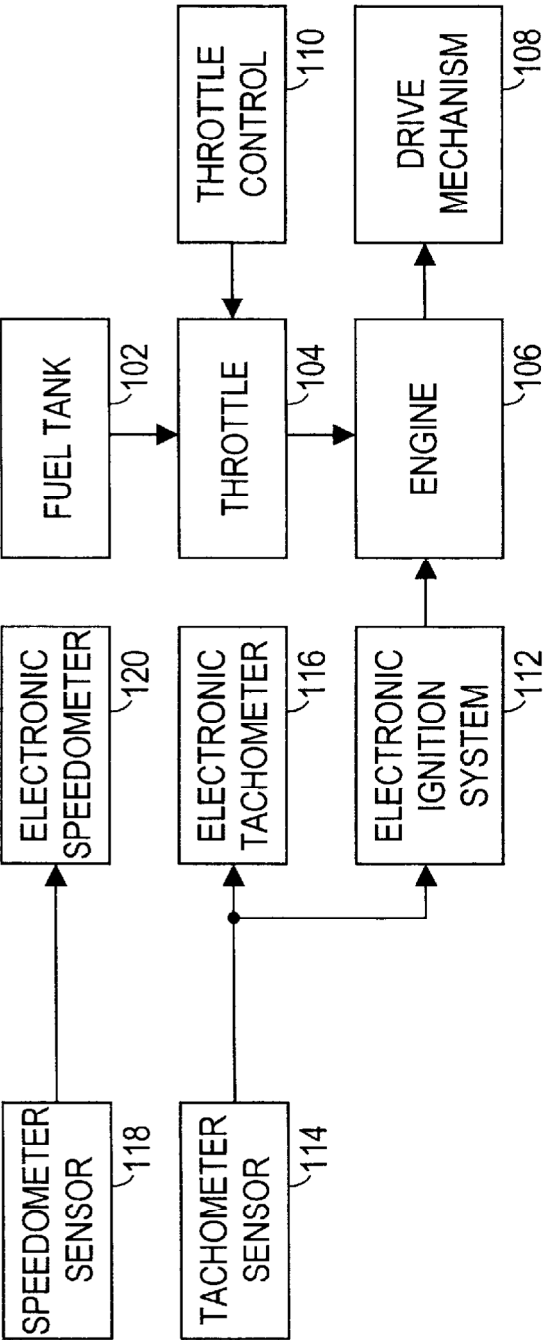 SPEEDOMETER
SENSOR
118
ELECTRONIC
SPEEDOMETER
120
FUEL TANK
102
TACHOMETER
SENSOR
114
ELECTRONIC
TACHOMETER
116
THROTTLE
104
THROTTLE
CONTROL
110
ELECTRONIC
IGNITION
SYSTEM
112
ENGINE
106
DRIVE
MECHANISM
108